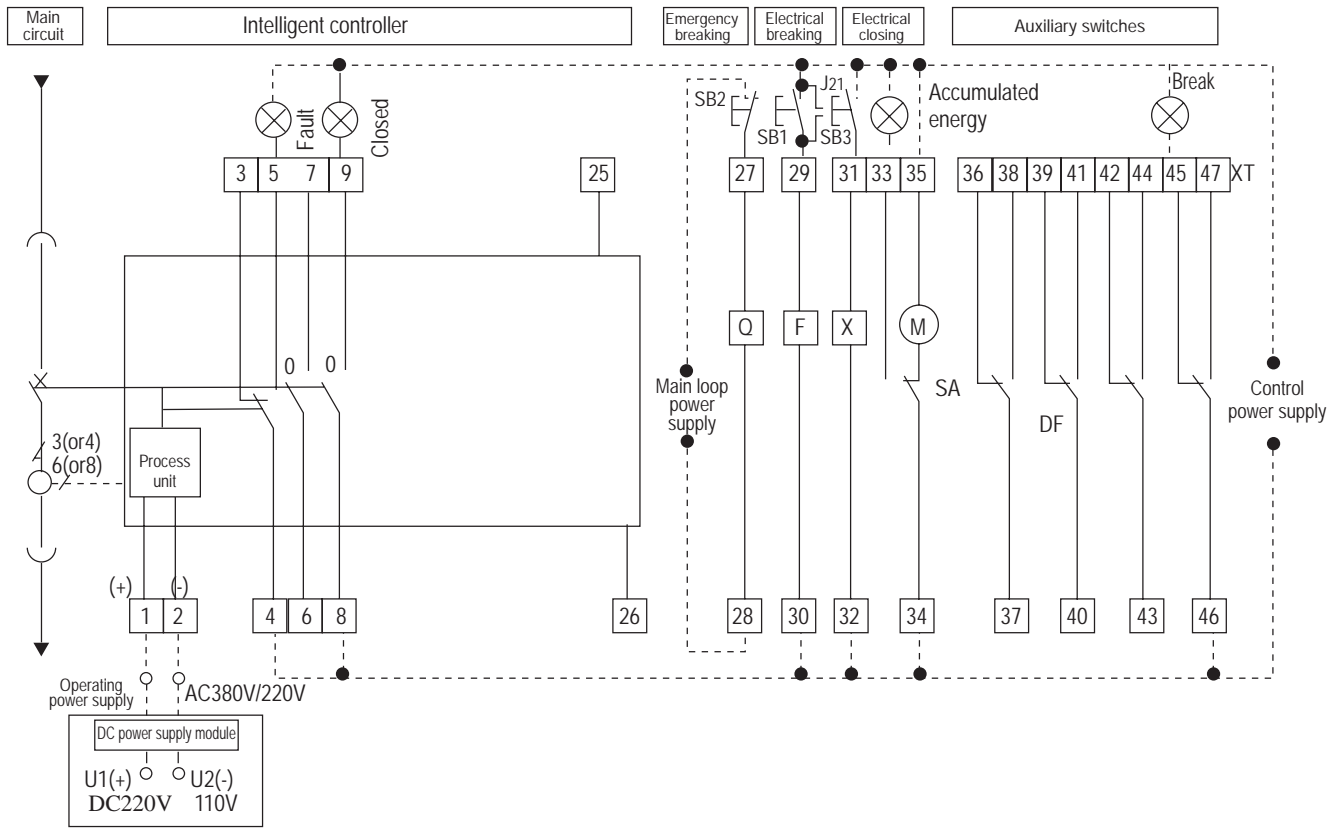 Main
circuit
Intelligent controller
Emergency
breaking
Electrical
breaking
Electrical
closing
Auxiliary switches
Fault
Closed
SB2
SB1
J21
SB3
Accumulated
energy
Break
3 5 7 9
25
27
29
31 33 35
36 38 39 41 42 44 45 47 XT
Q
F
X
M
0
0
Main loop
power
supply
SA
DF
Control
power supply
3(or4)
6(or8)
Process
unit
(+)
(-)
1 2
4 6 8
26
28
30
32
34
37
40
43
46
Operating
power supply
AC380V/220V
DC power supply module
U1(+)
U2(-)
DC220V
110V